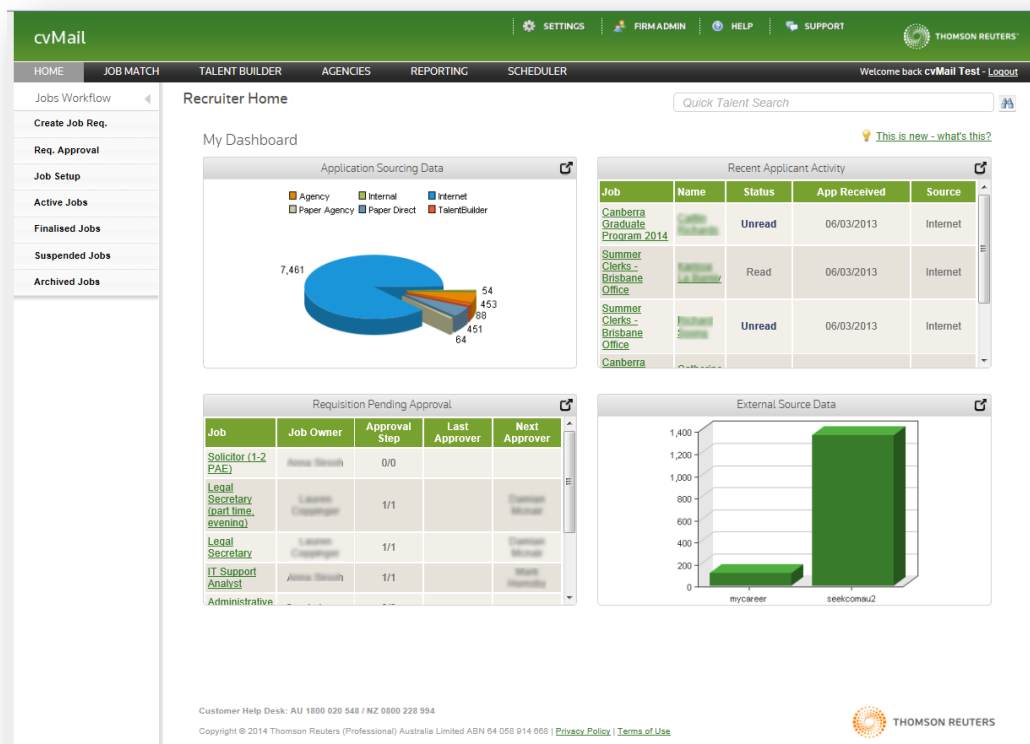 cvMail
SETTINGS
FIRM ADMIN
HELP
SUPPORT
THOMSON REUTERS
HOME JOB MATCH TALENT BUILDER AGENCIES REPORTING SCHEDULER
Welcome back cvMail Test - Logout
Jobs Workflow
Create Job Req.
Req. Approval
Job Setup
Active Jobs
Finalised Jobs
Suspended Jobs
Archived Jobs
Recruiter Home
Quick Talent Search
My Dashboard
This is new - what's this?
Application Sourcing Data
Agency Internal Internet
Paper Agency Paper Direct TalentBuilder
7,461
54
453
88
451
64
Recent Applicant Activity
Job Name Status App Received Source
Canberra
Graduate
Program 2014
Unread 06/03/2013 Internet
Summer
Clerks -
Brisbane
Office
Read 06/03/2013 Internet
Summer
Clerks -
Brisbane
Office
Unread 06/03/2013 Internet
Canberra
Requisition Pending Approval
Job Job Owner Approval Step Last Approver Next Approver
Solicitor (1-2
PAE)
0/0
Legal
Secretary
(part time,
evening)
1/1
Legal
Secretary
1/1
IT Support
Analyst
1/1
Administrative
External Source Data
1,400
1,200
1,000
800
600
400
200
0
mycareer seekcomau2
Customer Help Desk: AU 1800 020 548 / NZ 0800 228 994
Copyright © 2014 Thomson Reuters (Professional) Australia Limited ABN 64 058 914 668 | Privacy Policy | Terms of Use
THOMSON REUTERS